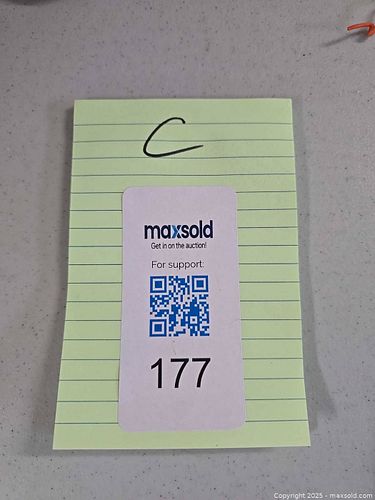 C
maxsold
Get in on the auction!
For support:
177
Copyright 2025 - maxsold.com